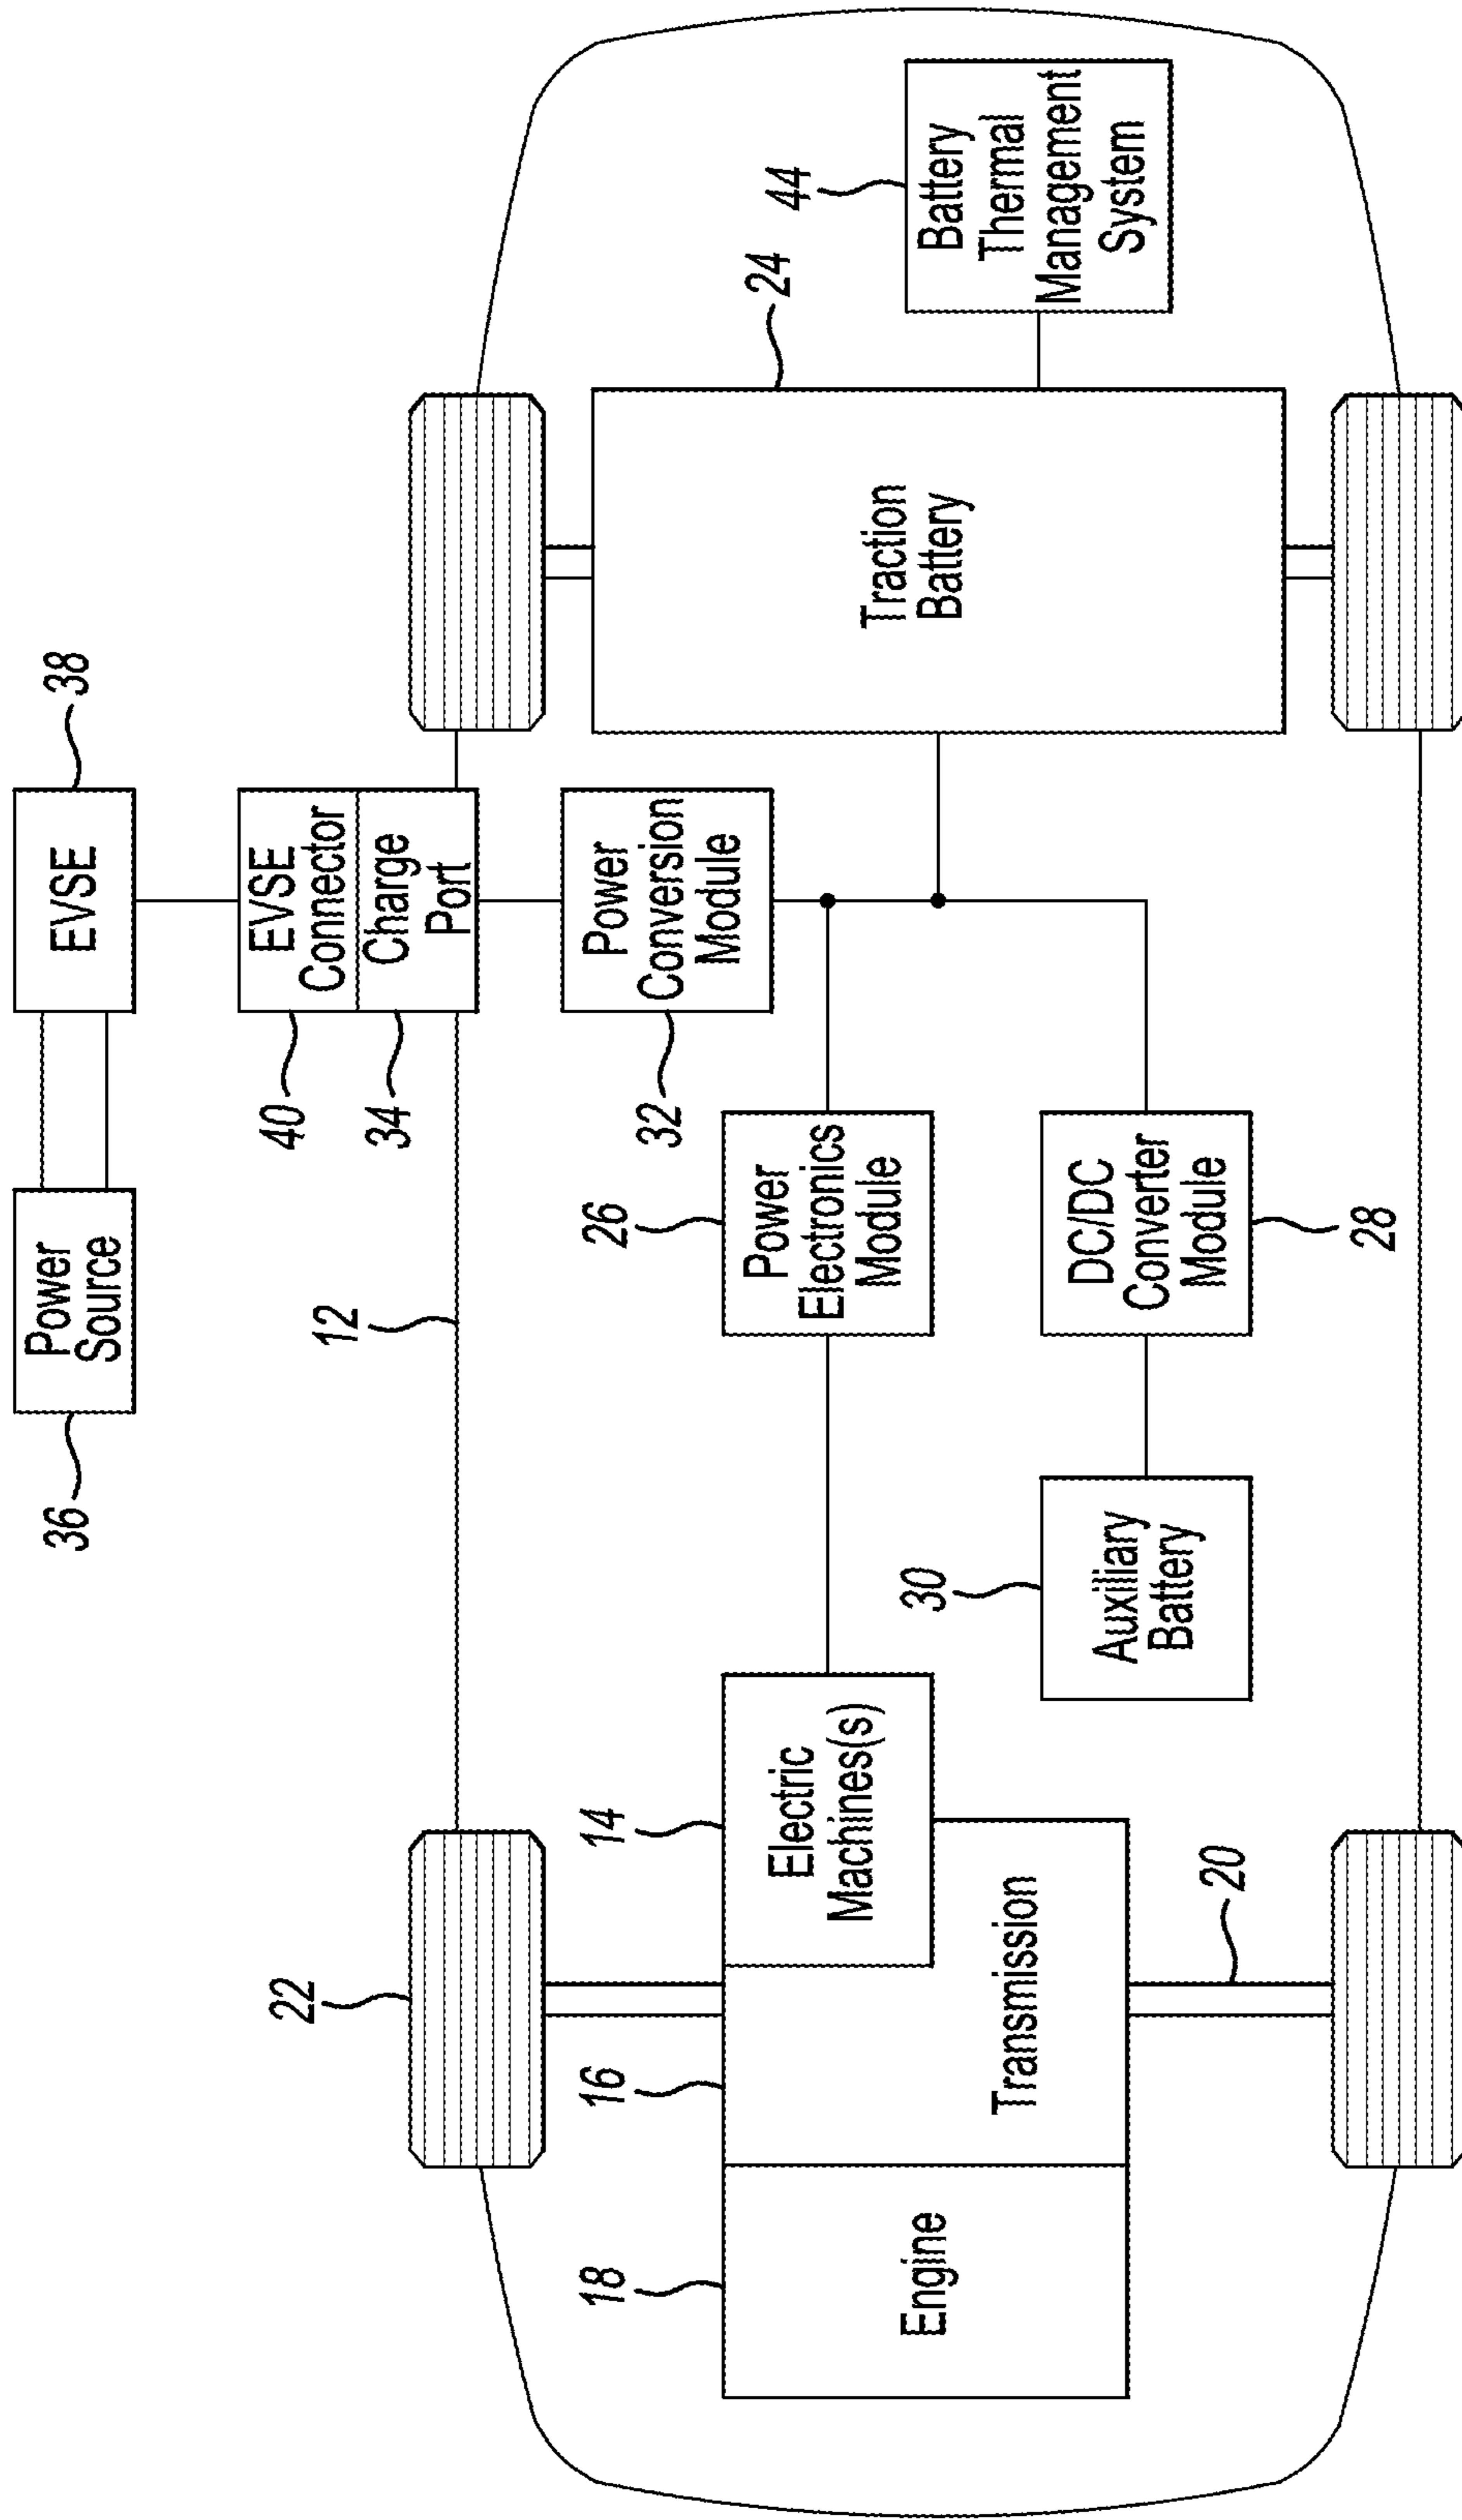 36
Power
Source
EVSE
38
40
EVSE
Connector
34
Charge
Port
12
32
Power
Conversion
Module
22
14
Electric
Machines(s)
26
Power
Electronics
Module
24
Traction
Battery
44
Battery
Thermal
Management
System
18
Engine
16
Transmission
20
30
Auxiliary
Battery
DC/DC
Converter
Module
28